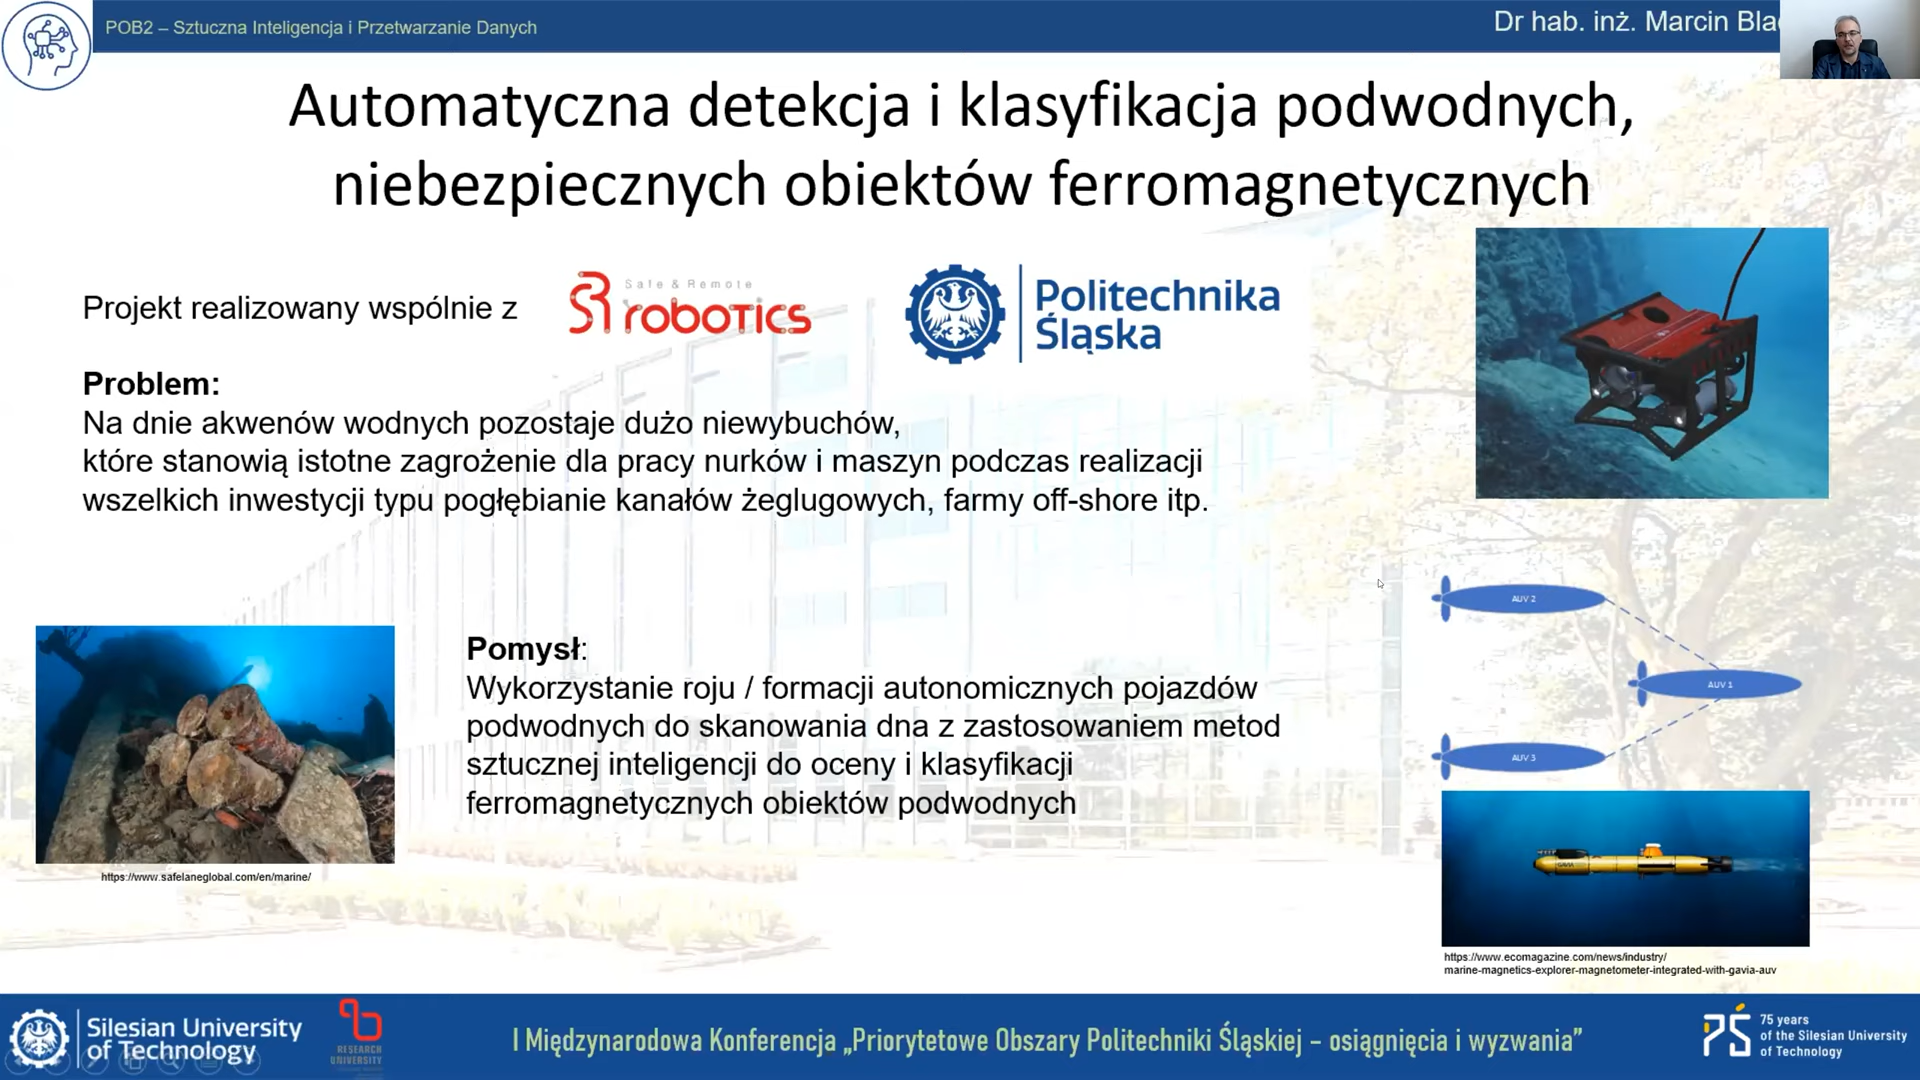 POB2 – Sztuczna Inteligencja i Przetwarzanie Danych
Dr hab. inż. Marcin
Automatyczna detekcja i klasyfikacja podwodnych,
niebezpiecznych obiektów ferromagnetycznych
Projekt realizowany wspólnie z
Safe & Remote
SR robotics
Politechnika
Śląska
Problem:
Na dnie akwenów wodnych pozostaje dużo niewybuchów,
które stanowią istotne zagrożenie dla pracy nurków i maszyn podczas realizacji
wszelkich inwestycji typu pogłębianie kanałów żeglugowych, farmy off-shore itp.
AUV 2
AUV 1
AUV 3
Pomysł:
Wykorzystanie roju / formacji autonomicznych pojazdów
podwodnych do skanowania dna z zastosowaniem metod
sztucznej inteligencji do oceny i klasyfikacji
ferromagnetycznych obiektów podwodnych
https://www.safelaneglobal.com/en/marine/
GAVIA
https://www.ecomagazine.com/news/industry/
marine-magnetics-explorer-magnetometer-integrated-with-gavia-auv
Silesian University
of Technology
RESEARCH
UNIVERSITY
I Międzynarodowa Konferencja „Priorytetowe Obszary Politechniki Śląskiej – osiągnięcia i wyzwania”
75 years
of the Silesian University
of Technology